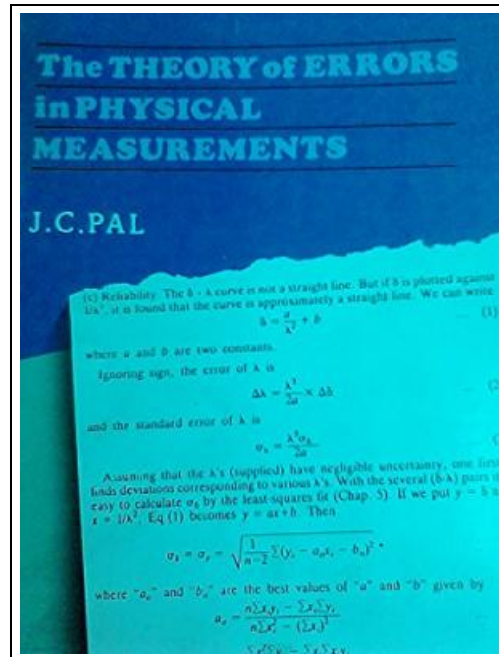 The THEORY of ERRORS
in PHYSICAL
MEASUREMENTS
J.C.PAL
(c) Reliability. The δ - λ curve is not a straight line. But if δ is plotted against
1/λ², it is found that the curve is approximately a straight line. We can write
δ = a/λ² + b (1)
where a and b are two constants.
Ignoring sign, the error of λ is
Δλ = λ³/2a × Δδ (2
and the standard error of λ is
σλ = λ³σδ/2a
Assuming that the λ's (supplied) have negligible uncertainty, one first
finds deviations corresponding to various λ's. With the several (δ-λ) pairs
easy to calculate σδ by the least-squares fit (Chap. 5). If we put y = δ
x = 1/λ², Eq (1) becomes y = ax+b. Then
σδ = σy = √(1/(n-2) Σ(yᵢ - aₒxᵢ - bₒ)²)
where "aₒ" and "bₒ" are the best values of "a" and "b" given by
aₒ = (nΣxᵢyᵢ - ΣxᵢΣyᵢ)/(nΣxᵢ² - (Σxᵢ)²)